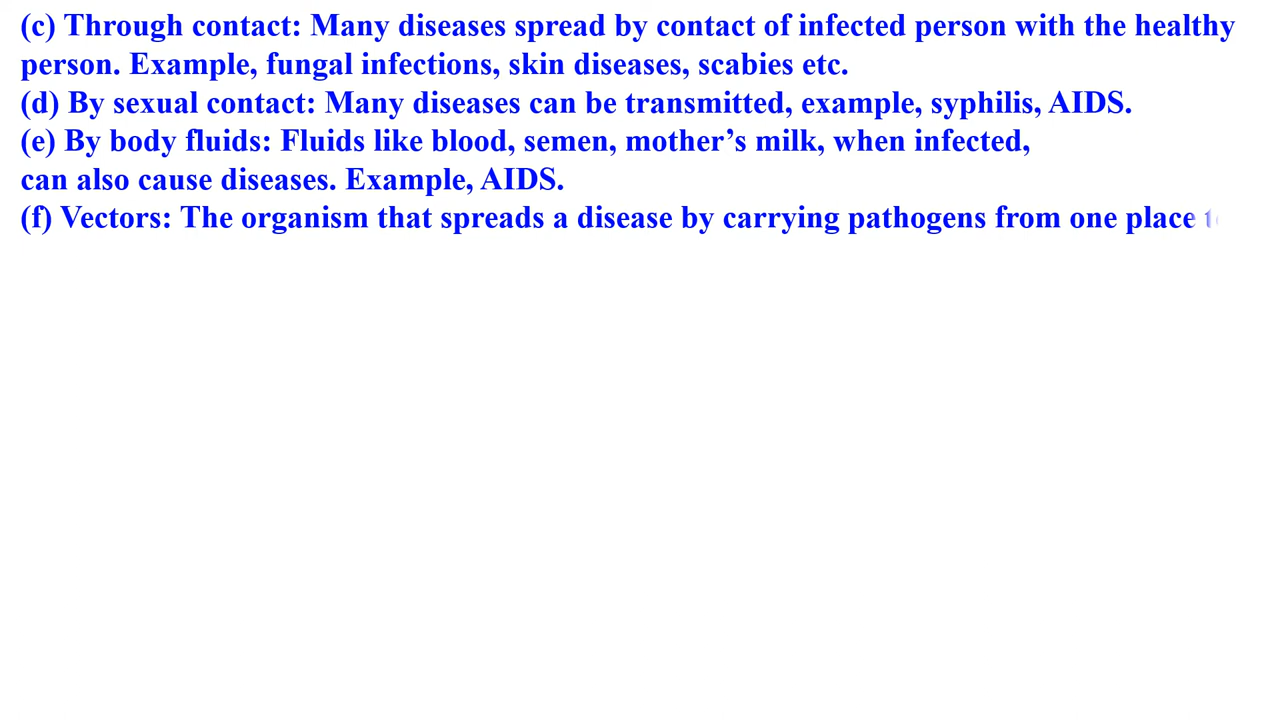 (c) Through contact: Many diseases spread by contact of infected person with the healthy
person. Example, fungal infections, skin diseases, scabies etc.
(d) By sexual contact: Many diseases can be transmitted, example, syphilis, AIDS.
(e) By body fluids: Fluids like blood, semen, mother’s milk, when infected,
can also cause diseases. Example, AIDS.
(f) Vectors: The organism that spreads a disease by carrying pathogens from one place